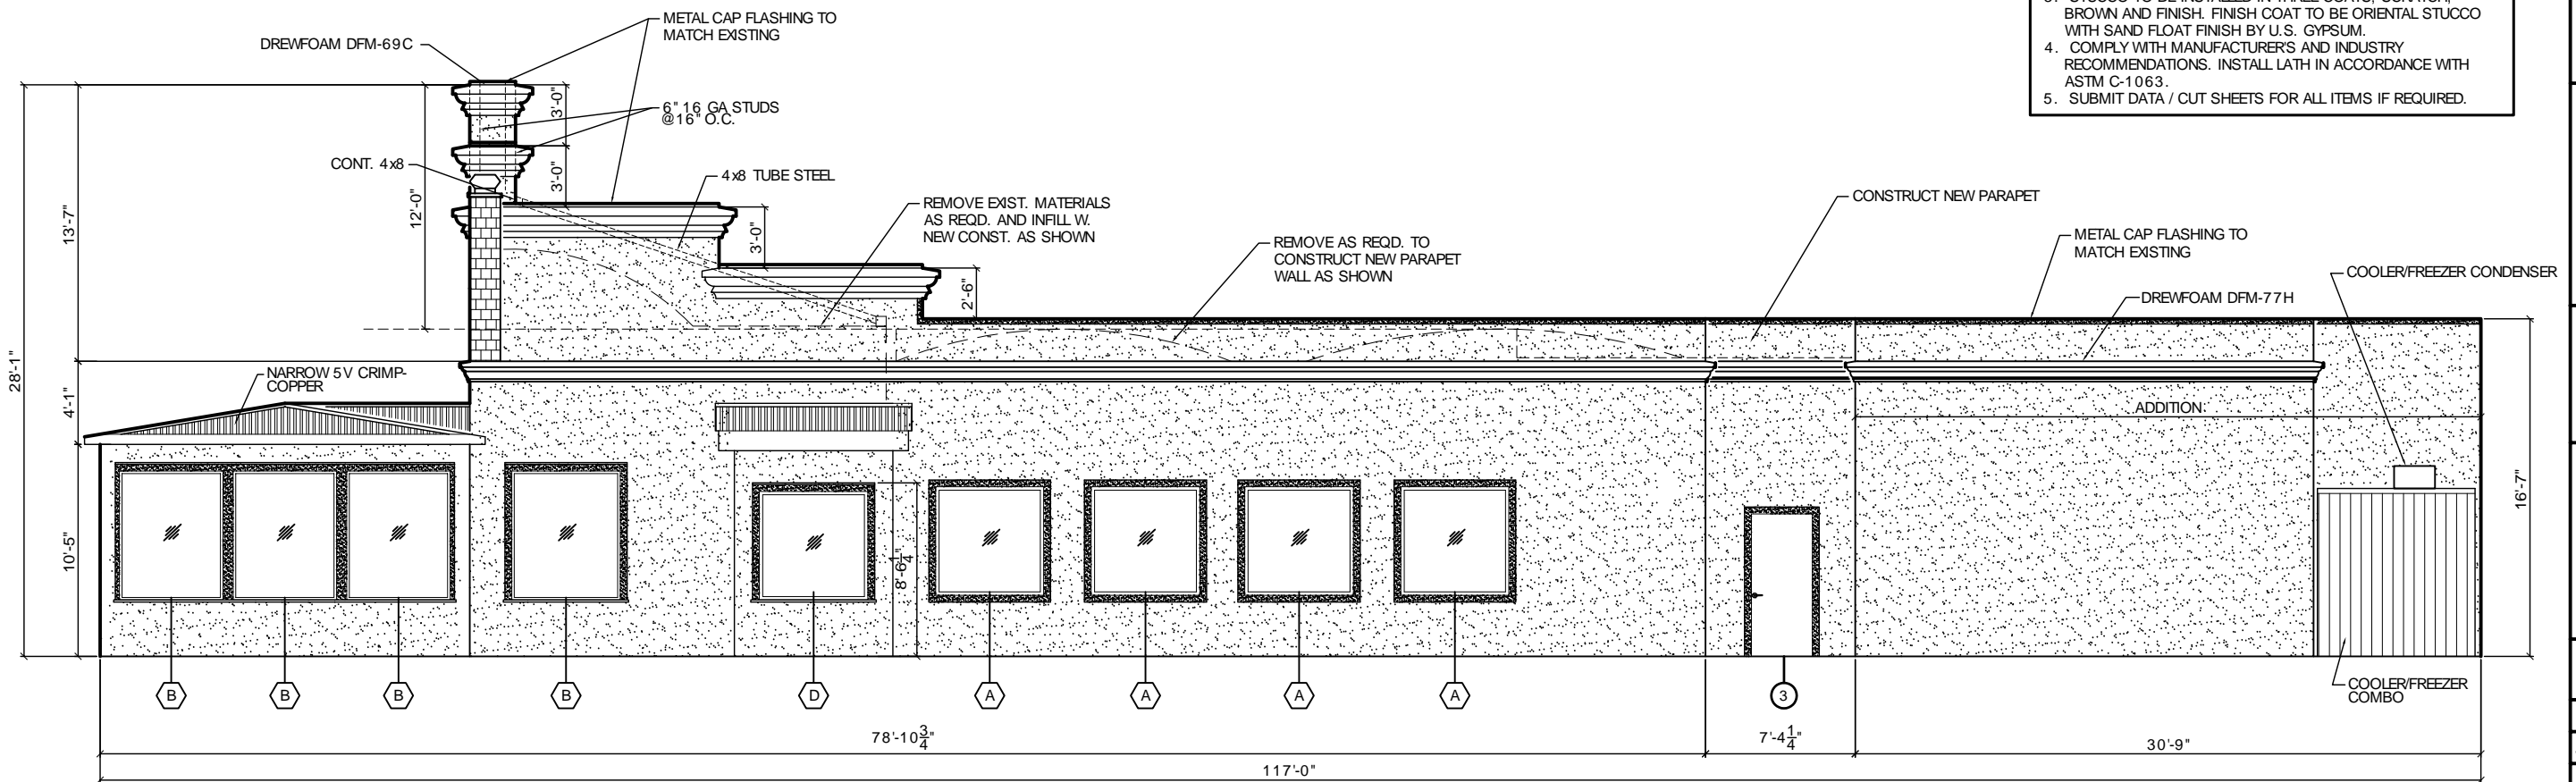 METAL CAP FLASHING TO
MATCH EXISTING
DREWFOAM DFM-69C
6" 16 GA STUDS
@16" O.C.
CONT. 4x8
4x8 TUBE STEEL
REMOVE EXIST. MATERIALS
AS REQD. AND INFILL W.
NEW CONST. AS SHOWN
REMOVE AS REQD. TO
CONSTRUCT NEW PARAPET
WALL AS SHOWN
CONSTRUCT NEW PARAPET
METAL CAP FLASHING TO
MATCH EXISTING
COOLER/FREEZER CONDENSER
DREWFOAM DFM-77H
BROWN AND FINISH. FINISH COAT TO BE ORIENTAL STUCCO
WITH SAND FLOAT FINISH BY U.S. GYPSUM.
4. COMPLY WITH MANUFACTURER'S AND INDUSTRY
RECOMMENDATIONS. INSTALL LATH IN ACCORDANCE WITH
ASTM C-1063.
5. SUBMIT DATA / CUT SHEETS FOR ALL ITEMS IF REQUIRED.
3'-0"
3'-0"
3'-0"
2'-6"
12'-0"
13'-7"
28'-1"
4'-1"
10'-5"
NARROW 5V CRIMP-
COPPER
ADDITION
8'-6 1/4"
16'-7"
COOLER/FREEZER
COMBO
B
B
B
B
D
A
A
A
A
3
78'-10 3/4"
7'-4 1/4"
30'-9"
117'-0"